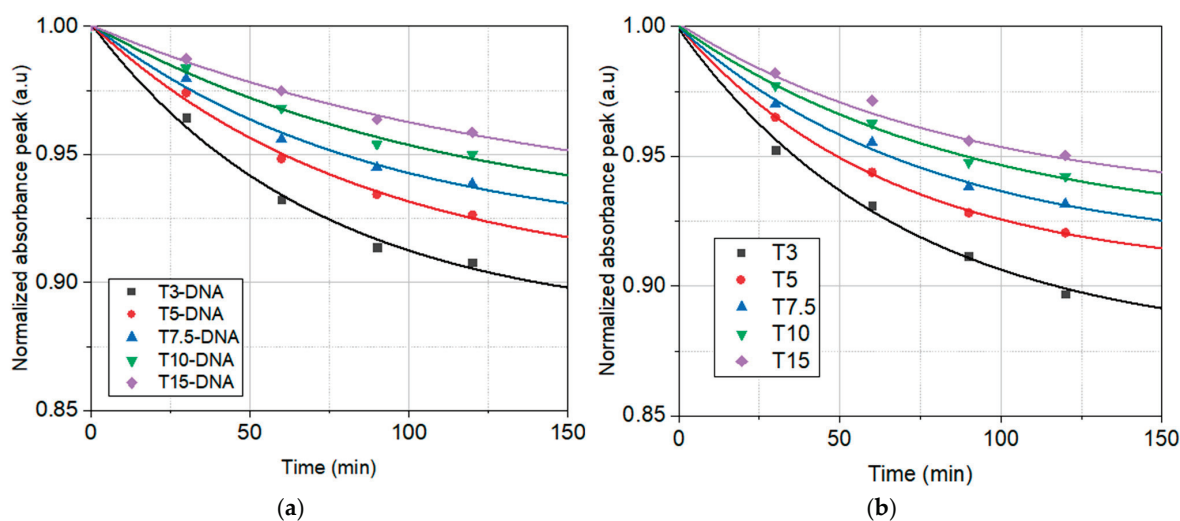 1.00
0.95
0.90
0.85
0
50
100
150
Normalized absorbance peak (a.u)
Time (min)
T3-DNA
T5-DNA
T7.5-DNA
T10-DNA
T15-DNA
(a)
1.00
0.95
0.90
0.85
0
50
100
150
Normalized absorbance peak (a.u)
Time (min)
T3
T5
T7.5
T10
T15
(b)